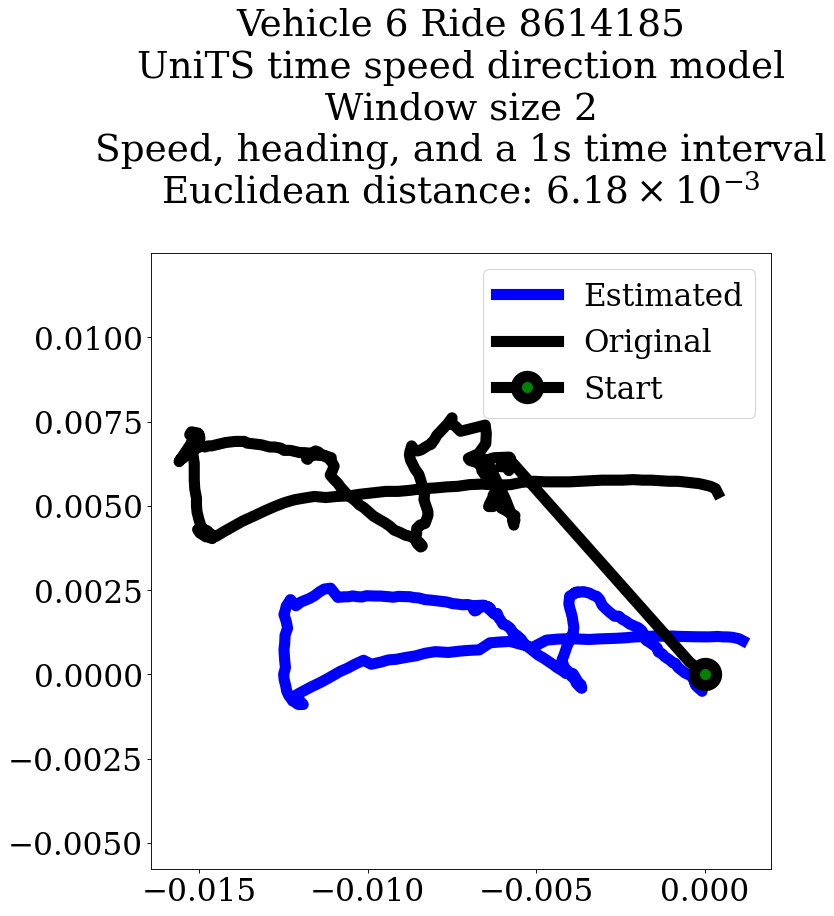 Vehicle 6 Ride 8614185
UniTS time speed direction model
Window size 2
Speed, heading, and a 1s time interval
Euclidean distance: 6.18 × 10⁻³
Estimated
Original
Start
0.0100
0.0075
0.0050
0.0025
0.0000
−0.0025
−0.0050
−0.015 −0.010 −0.005 0.000